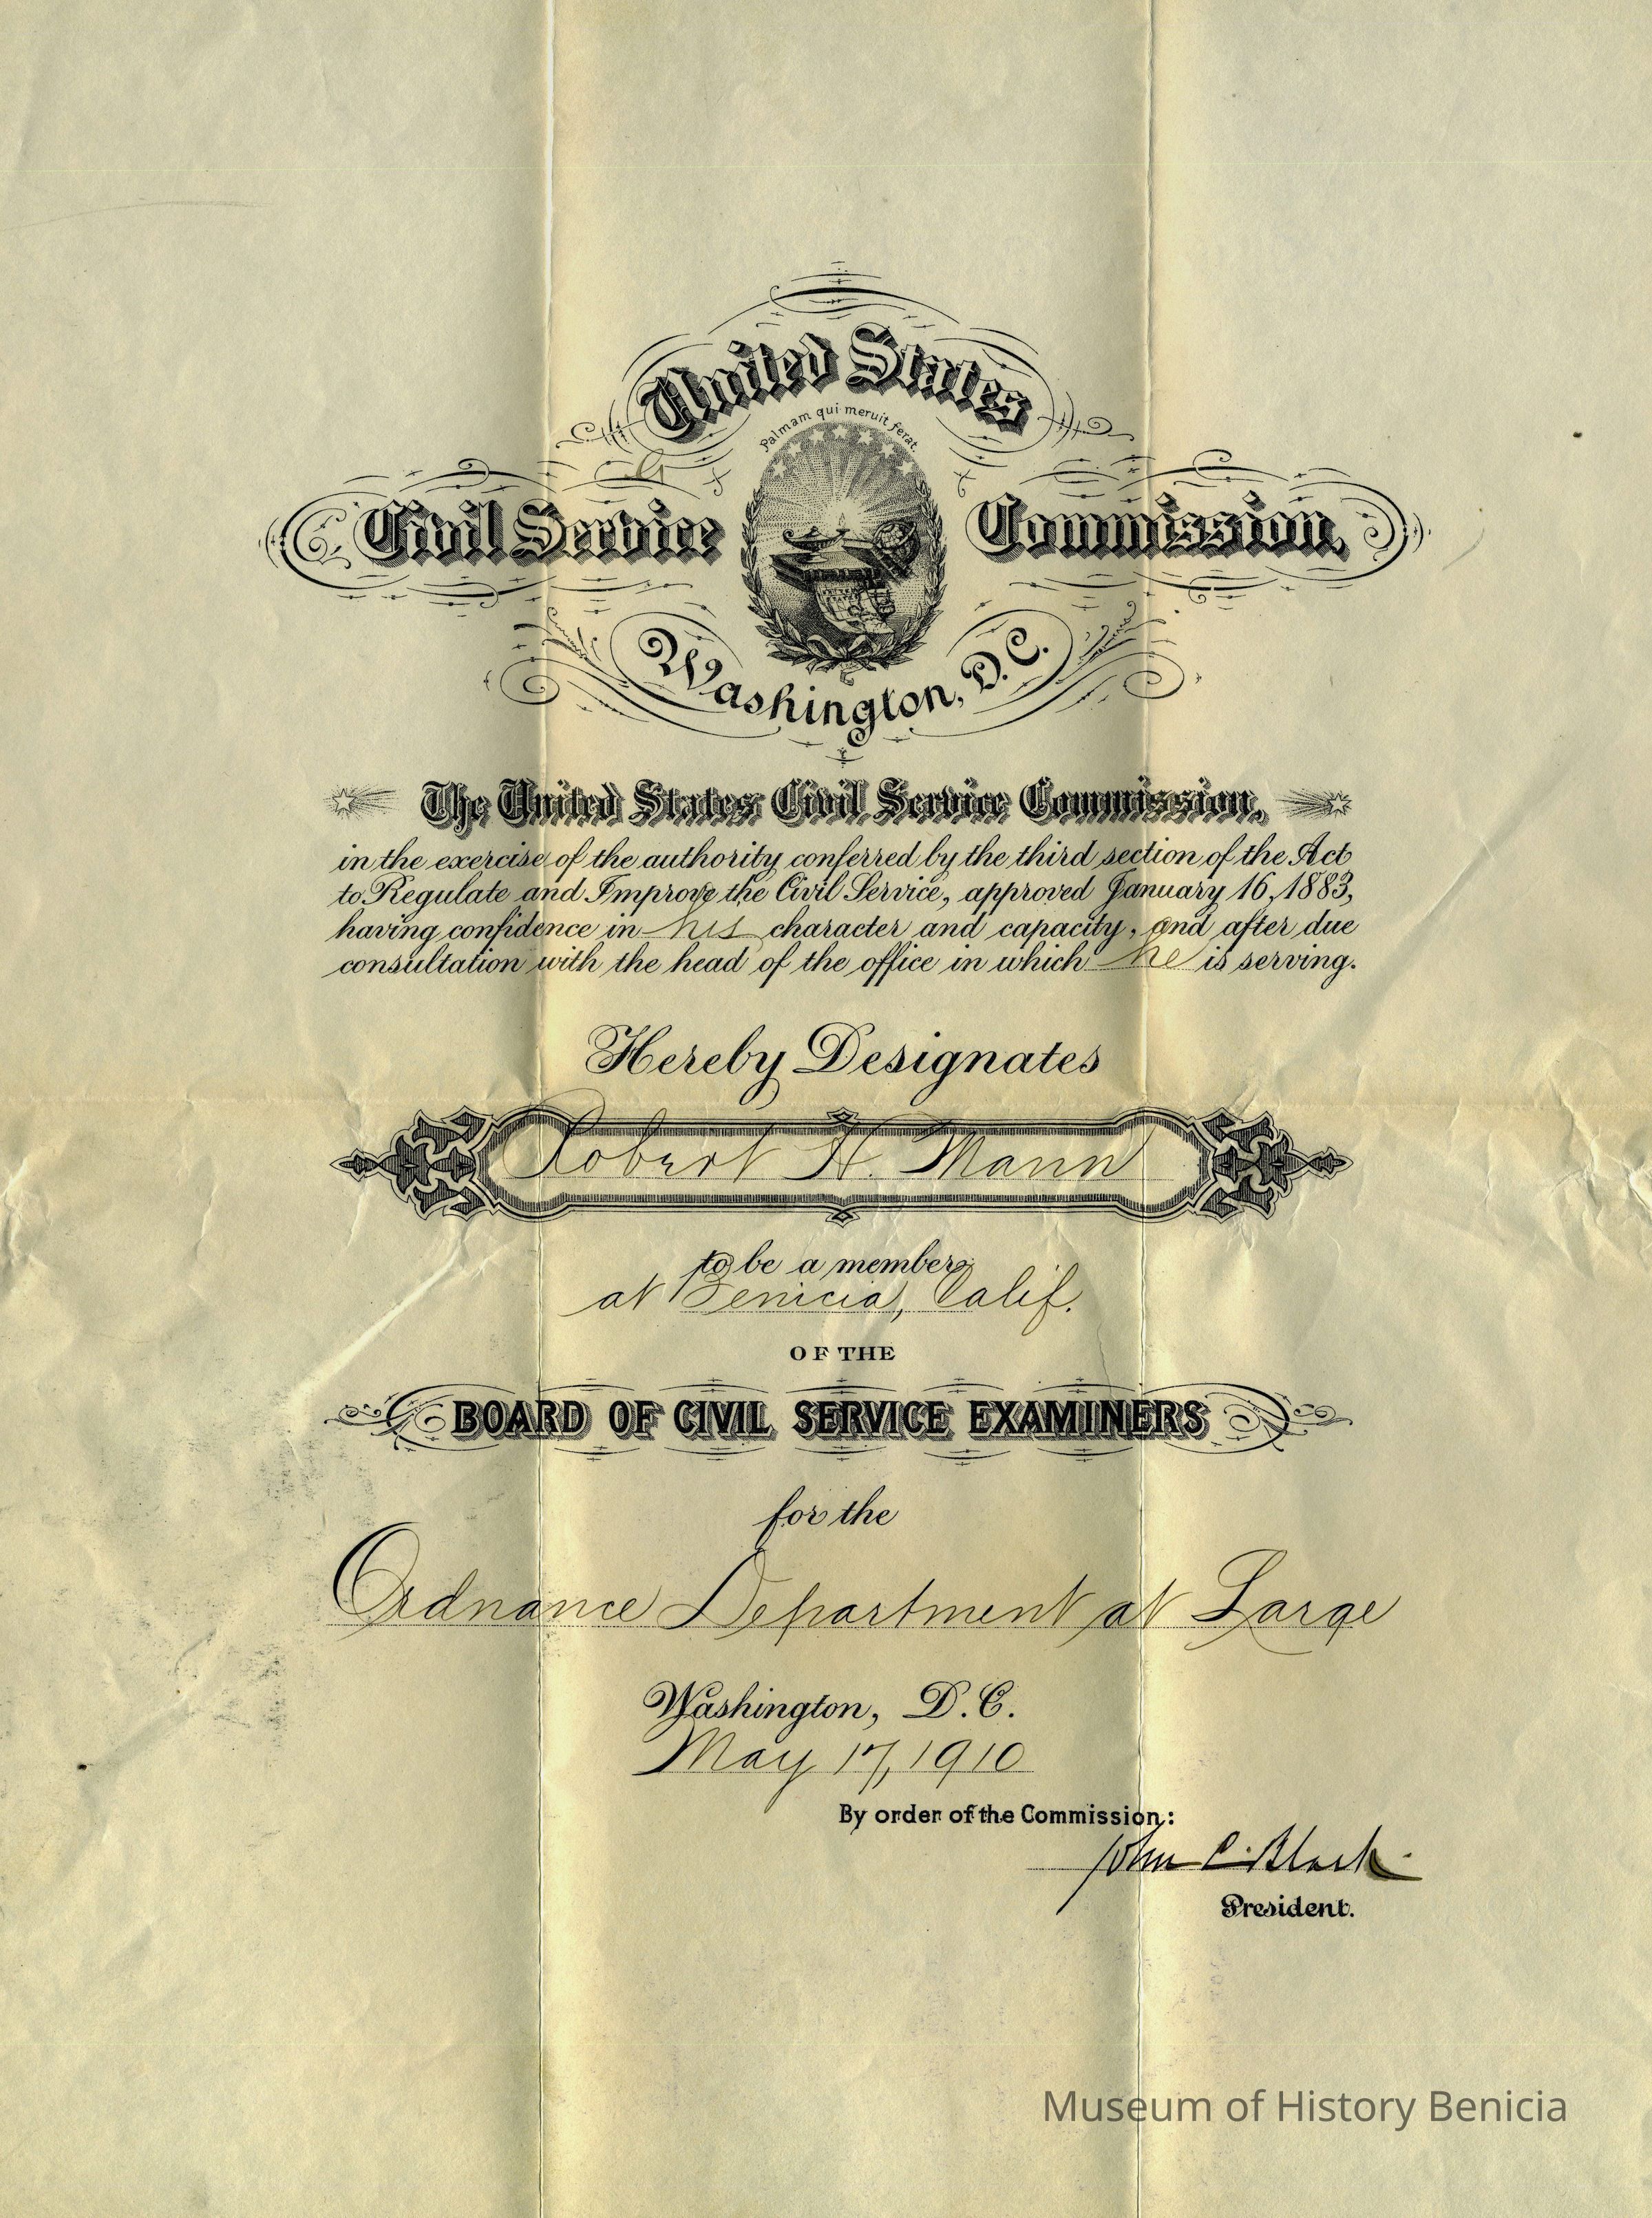 United States
Palmam qui meruit ferat.
Civil Service Commission,
Washington, D.C.
The United States Civil Service Commission,
in the exercise of the authority conferred by the third section of the Act
to Regulate and Improve the Civil Service, approved January 16, 1883,
having confidence in his character and capacity, and after due
consultation with the head of the office in which he is serving.
Hereby Designates
Robert H. Mann
to be a member
at Benicia, Calif.
OF THE
BOARD OF CIVIL SERVICE EXAMINERS
for the
Ordnance Department at Large
Washington, D.C.
May 17, 1910
By order of the Commission:
John C. Black
President.
Museum of History Benicia